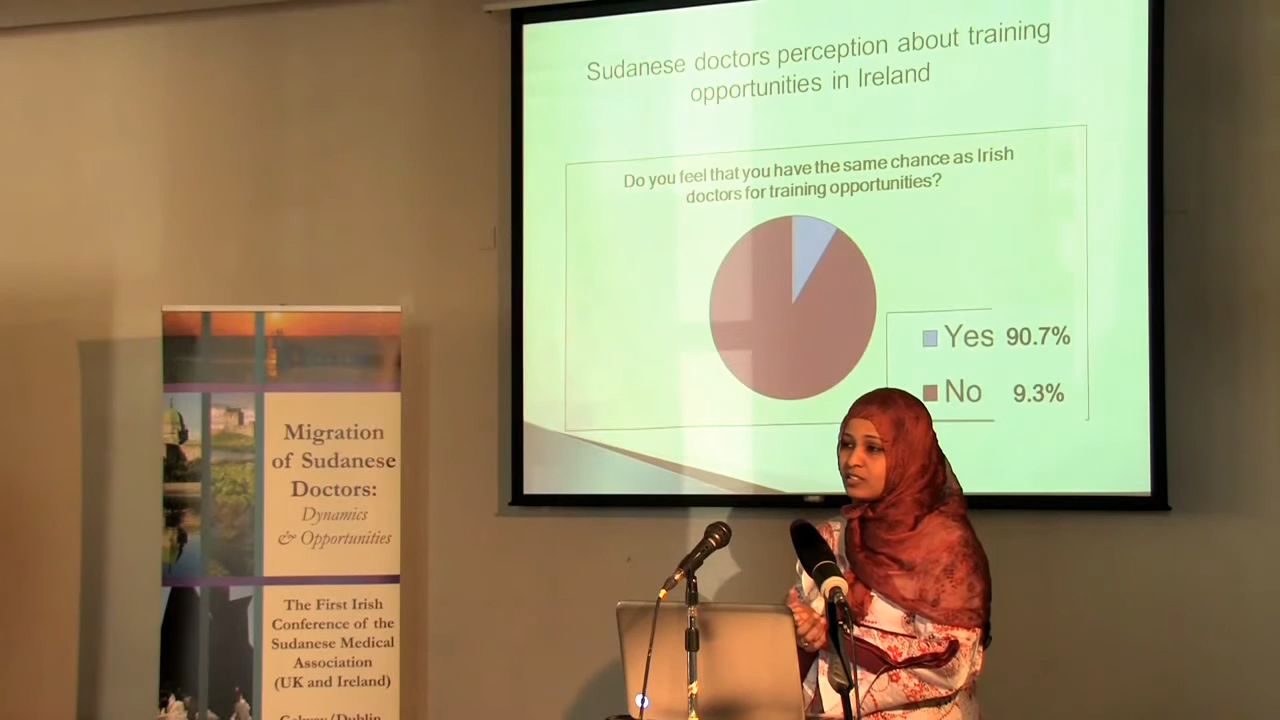 Sudanese doctors perception about training
opportunities in Ireland
Do you feel that you have the same chance as Irish
doctors for training opportunities?
Yes 90.7%
No 9.3%
Migration
of Sudanese
Doctors:
Dynamics
& Opportunities
The First Irish
Conference of the
Sudanese Medical
Association
(UK and Ireland)
Galway/Dublin